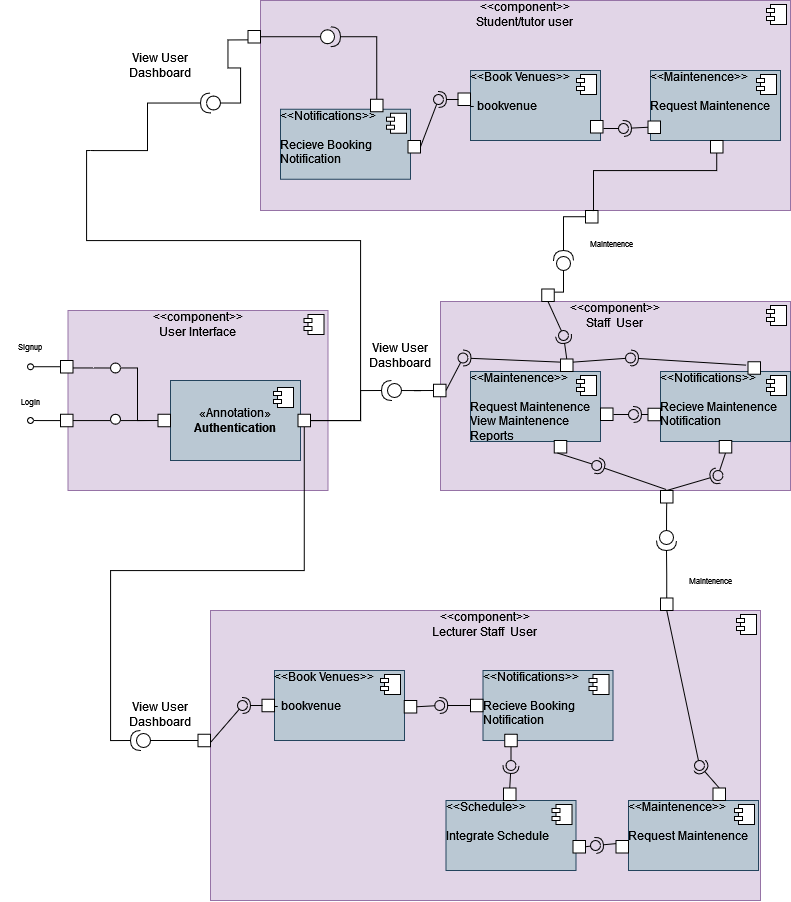 <<component>>
Student/tutor user
View User
Dashboard
<<Notifications>>
Recieve Booking
Notification
<<Book Venues>>
bookvenue
<<Maintenence>>
Request Maintenence
Maintenence
<<component>>
User Interface
Signup
Login
«Annotation»
Authentication
View User
Dashboard
<<component>>
Staff User
<<Maintenence>>
Request Maintenence
View Maintenence
Reports
<<Notifications>>
Recieve Maintenence
Notification
Maintenence
<<component>>
Lecturer Staff User
View User
Dashboard
<<Book Venues>>
bookvenue
<<Notifications>>
Recieve Booking
Notification
<<Schedule>>
Integrate Schedule
<<Maintenence>>
Request Maintenence